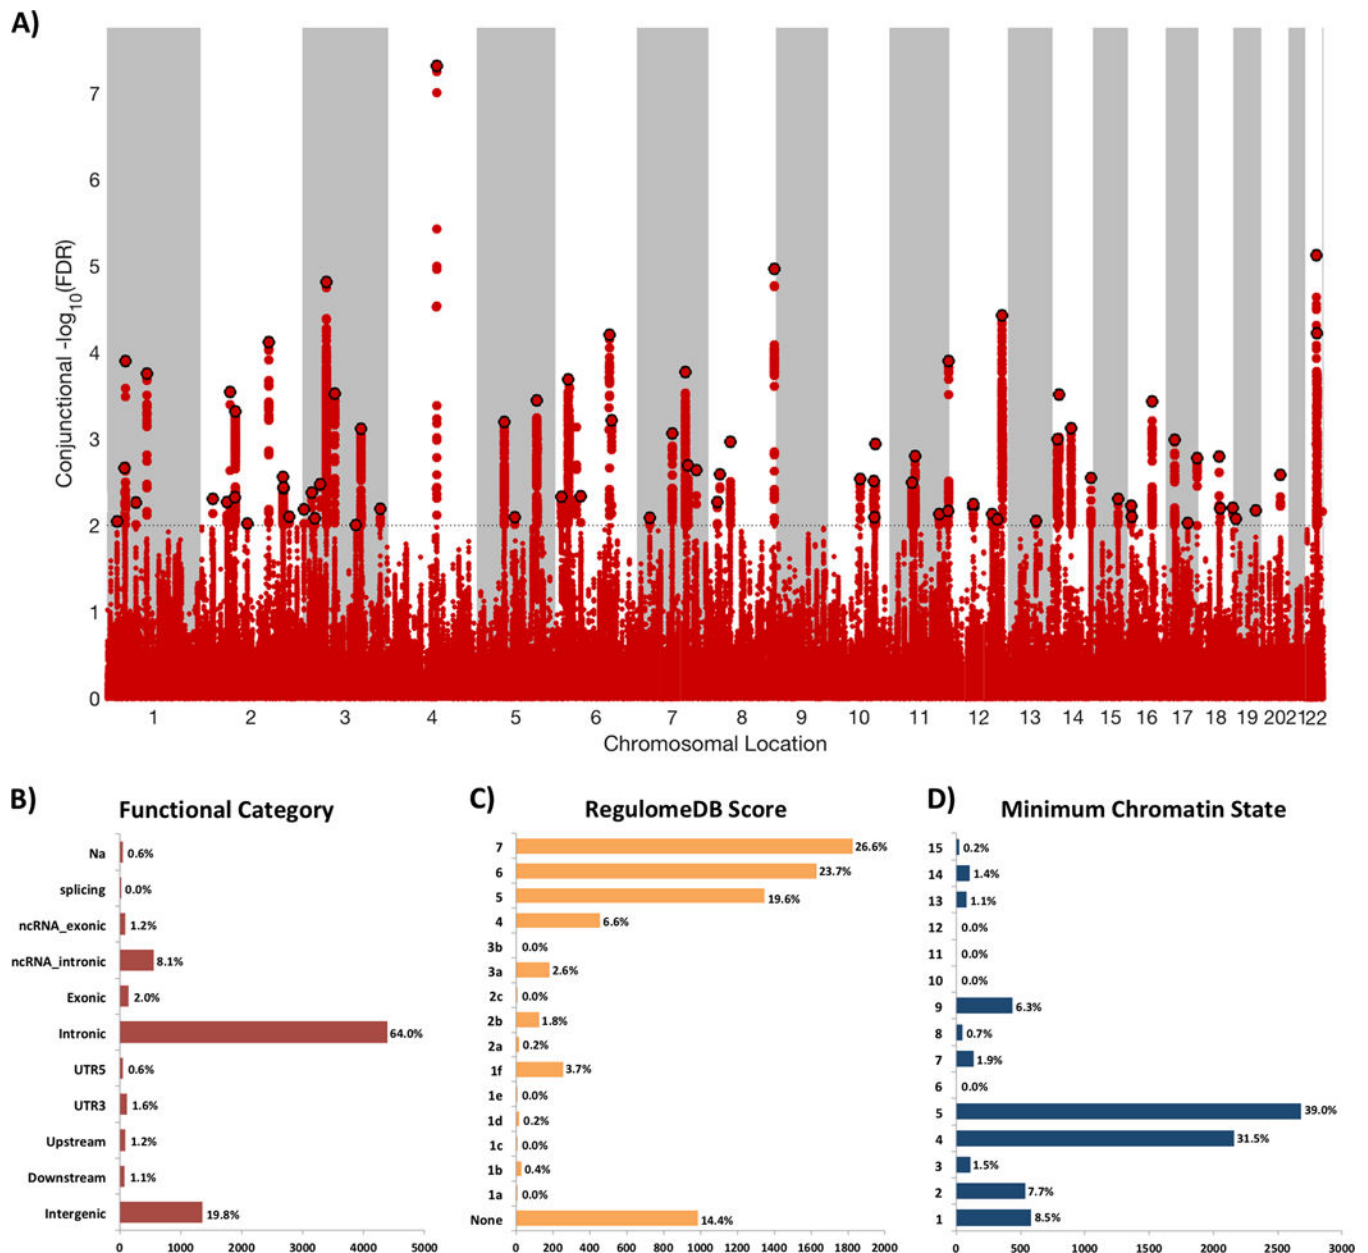 A)
7
6
5
4
3
2
1
0
Conjunctional -log10(FDR)
1 2 3 4 5 6 7 8 9 10 11 12 13 14 15 16 17 18 19 202122
Chromosomal Location
B)
Functional Category
Na 0.6%
splicing 0.0%
ncRNA_exonic 1.2%
ncRNA_intronic 8.1%
Exonic 2.0%
Intronic 64.0%
UTR5 0.6%
UTR3 1.6%
Upstream 1.2%
Downstream 1.1%
Intergenic 19.8%
0 1000 2000 3000 4000 5000
C)
RegulomeDB Score
7 26.6%
6 23.7%
5 19.6%
4 6.6%
3b 0.0%
3a 2.6%
2c 0.0%
2b 1.8%
2a 0.2%
1f 3.7%
1e 0.0%
1d 0.2%
1c 0.0%
1b 0.4%
1a 0.0%
None 14.4%
0 200 400 600 800 1000 1200 1400 1600 1800 2000
D)
Minimum Chromatin State
15 0.2%
14 1.4%
13 1.1%
12 0.0%
11 0.0%
10 0.0%
9 6.3%
8 0.7%
7 1.9%
6 0.0%
5 39.0%
4 31.5%
3 1.5%
2 7.7%
1 8.5%
0 500 1000 1500 2000 2500 3000